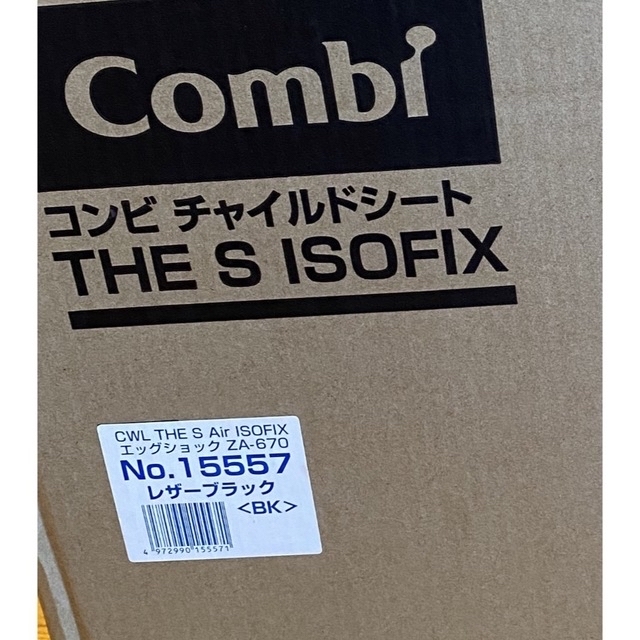 Combi
コンビ チャイルドシート
THE S ISOFIX
CWL THE S Air ISOFIX
エッグショック ZA-670
No.15557
レザーブラック
<BK>
4 972990 155571